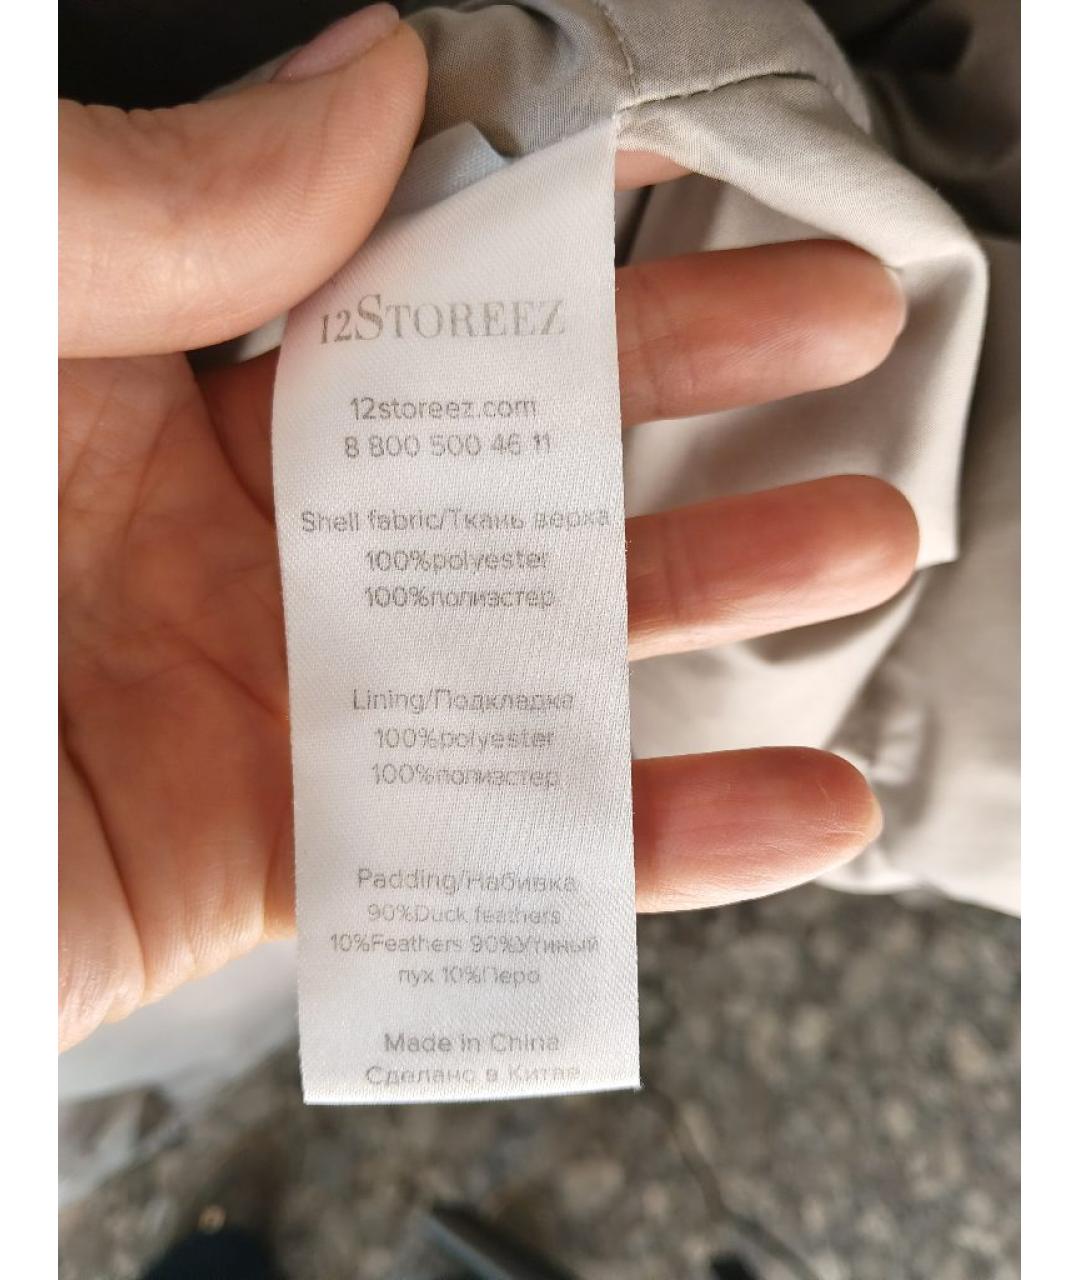 12STOREEZ
12storeez.com
8 800 500 46 11
Shell fabric/Ткань верха
100%polyester
100%полиэстер
Lining/Подкладка
100%polyester
100%полиэстер
Padding/Набивка
90%Duck feathers
10%Feathers 90%Утиный
пух 10%Перо
Made in China
Сделано в Китае